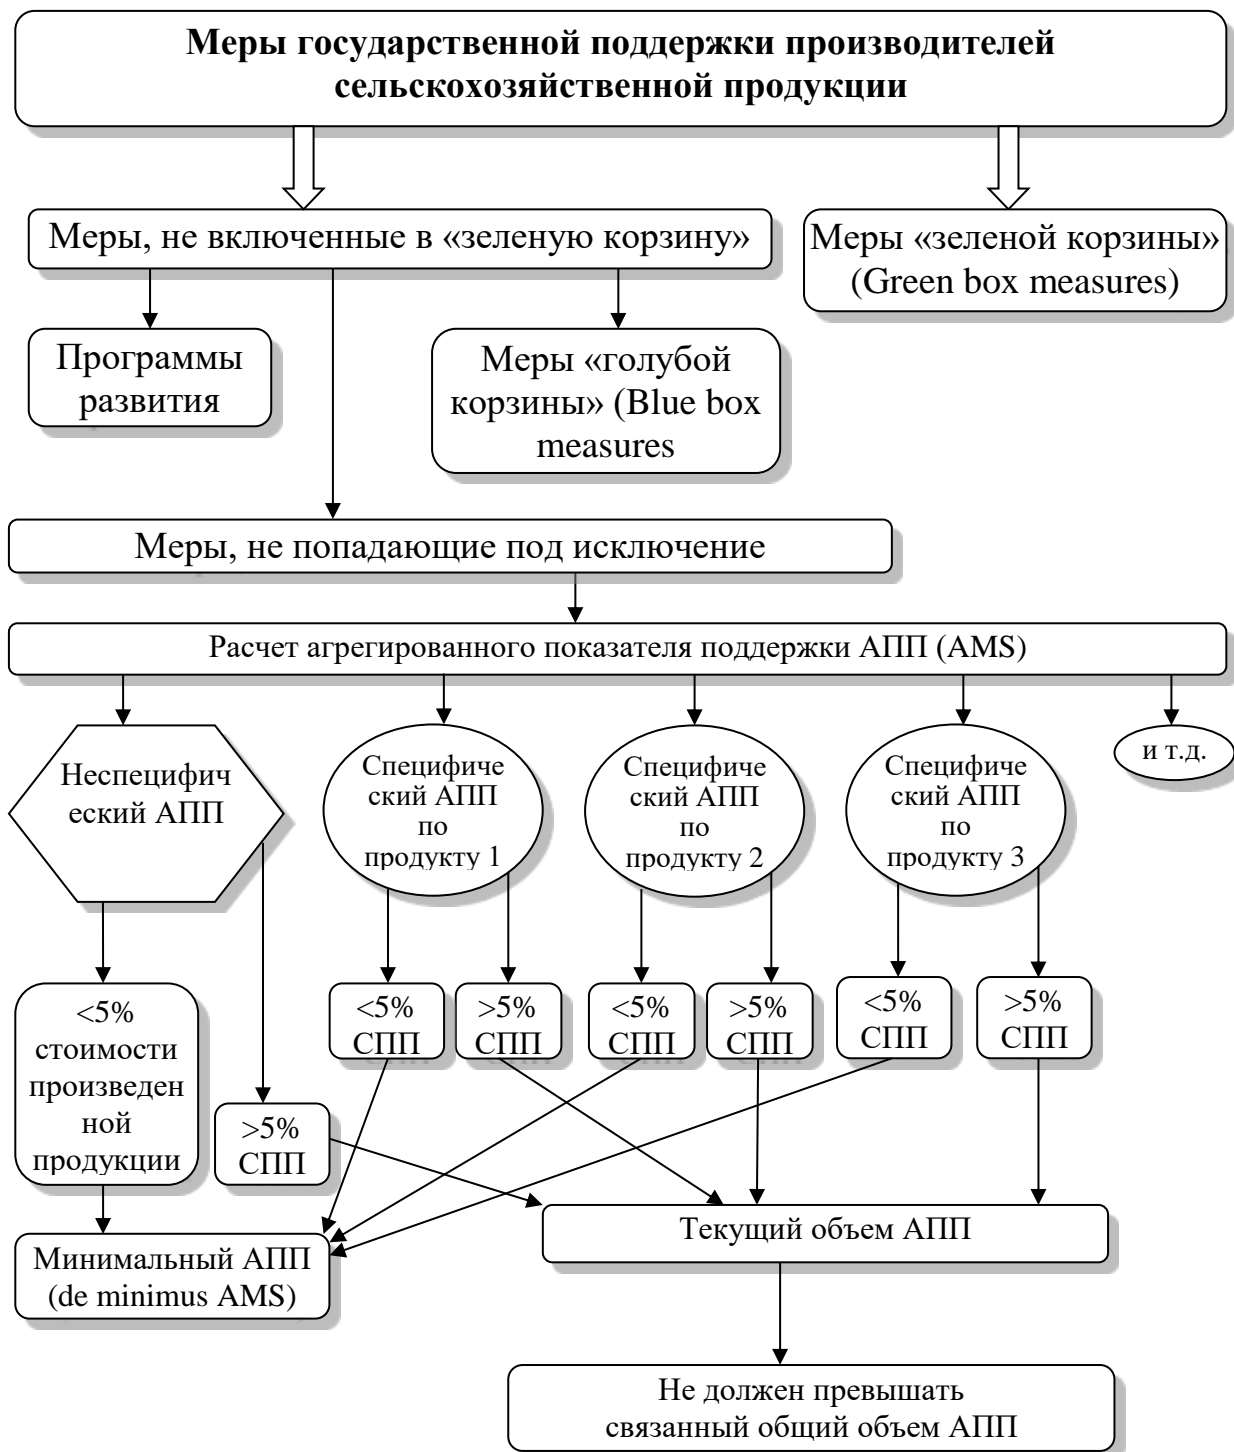 Меры государственной поддержки производителей
сельскохозяйственной продукции
Меры, не включенные в «зеленую корзину»
Меры «зеленой корзины»
(Green box measures)
Программы
развития
Меры «голубой
корзины» (Blue box
measures
Меры, не попадающие под исключение
Расчет агрегированного показателя поддержки АПП (AMS)
Неспецифич
еский АПП
Специфиче
ский АПП
по
продукту 1
Специфиче
ский АПП
по
продукту 2
Специфиче
ский АПП
по
продукту 3
и т.д.
<5%
стоимости
произведен
ной
продукции
>5%
СПП
<5%
СПП
>5%
СПП
<5%
СПП
>5%
СПП
<5%
СПП
>5%
СПП
Минимальный АПП
(de minimus AMS)
Текущий объем АПП
Не должен превышать
связанный общий объем АПП